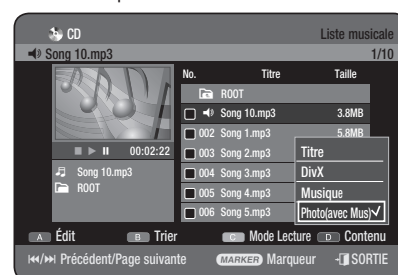 CD Liste musicale
Song 10.mp3 1/10
No. Titre Taille
ROOT
Song 10.mp3 3.8MB
002 Song 1.mp3 5.8MB
003 Song 2.mp3
004 Song 3.mp3
005 Song 4.mp3
006 Song 5.mp3
00:02:22
Song 10.mp3
ROOT
Titre
DivX
Musique
Photo(avec Mus)
A Édit B Trier C Mode Lecture D Contenu
Précédent/Page suivante MARKER Marqueur SORTIE